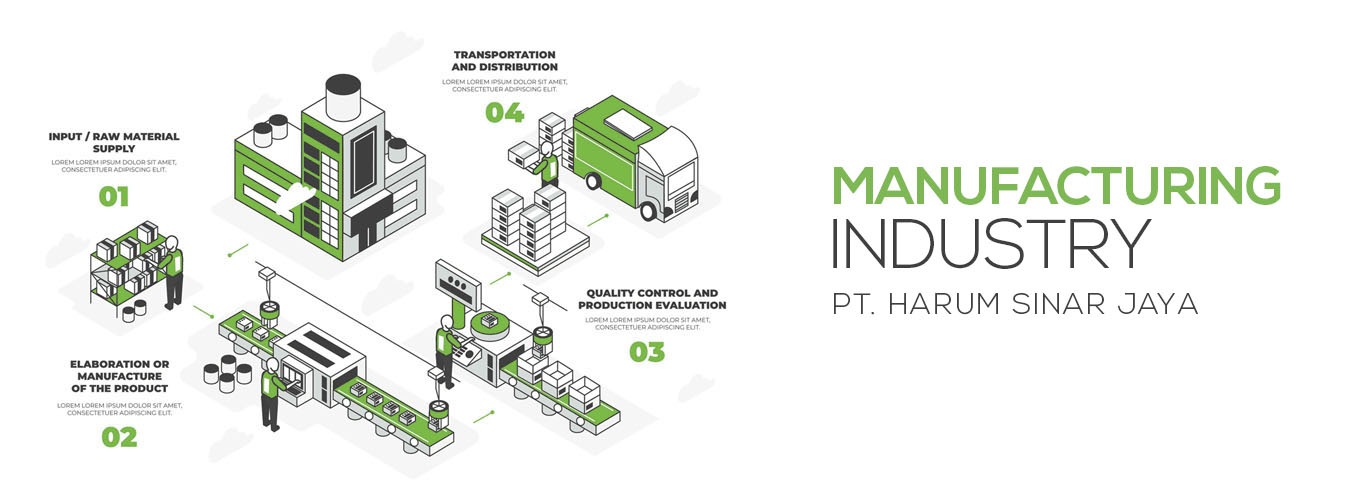 TRANSPORTATION
AND DISTRIBUTION
LOREM LOREM IPSUM DOLOR SIT AMET,
CONSECTETUER ADIPISCING ELIT.
04
INPUT / RAW MATERIAL
SUPPLY
LOREM LOREM IPSUM DOLOR SIT AMET,
CONSECTETUER ADIPISCING ELIT.
01
QUALITY CONTROL AND
PRODUCTION EVALUATION
LOREM LOREM IPSUM DOLOR SIT AMET,
CONSECTETUER ADIPISCING ELIT.
03
ELABORATION OR
MANUFACTURE
OF THE PRODUCT
LOREM LOREM IPSUM DOLOR SIT AMET,
CONSECTETUER ADIPISCING ELIT.
02
MANUFACTURING
INDUSTRY
PT. HARUM SINAR JAYA